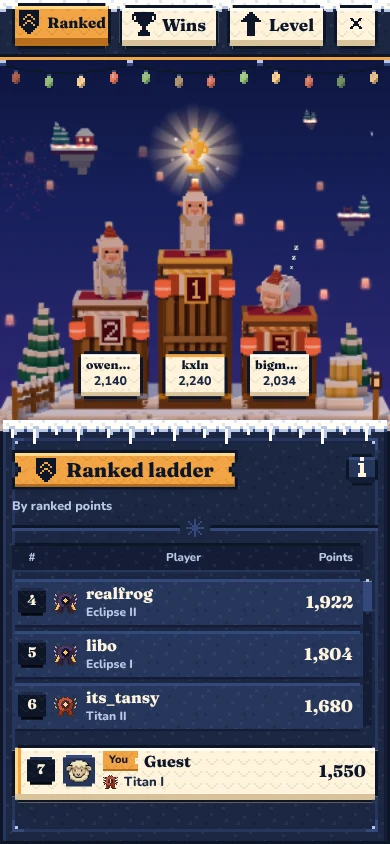 Ranked
Wins
Level
×
z
z
z
1
2
3
owen...
2,140
kxln
2,240
bigm...
2,034
Ranked ladder
i
By ranked points
# Player Points
4 realfrog 1,922
Eclipse II
5 libo 1,804
Eclipse I
6 its_tansy 1,680
Titan II
7 You Guest 1,550
Titan I